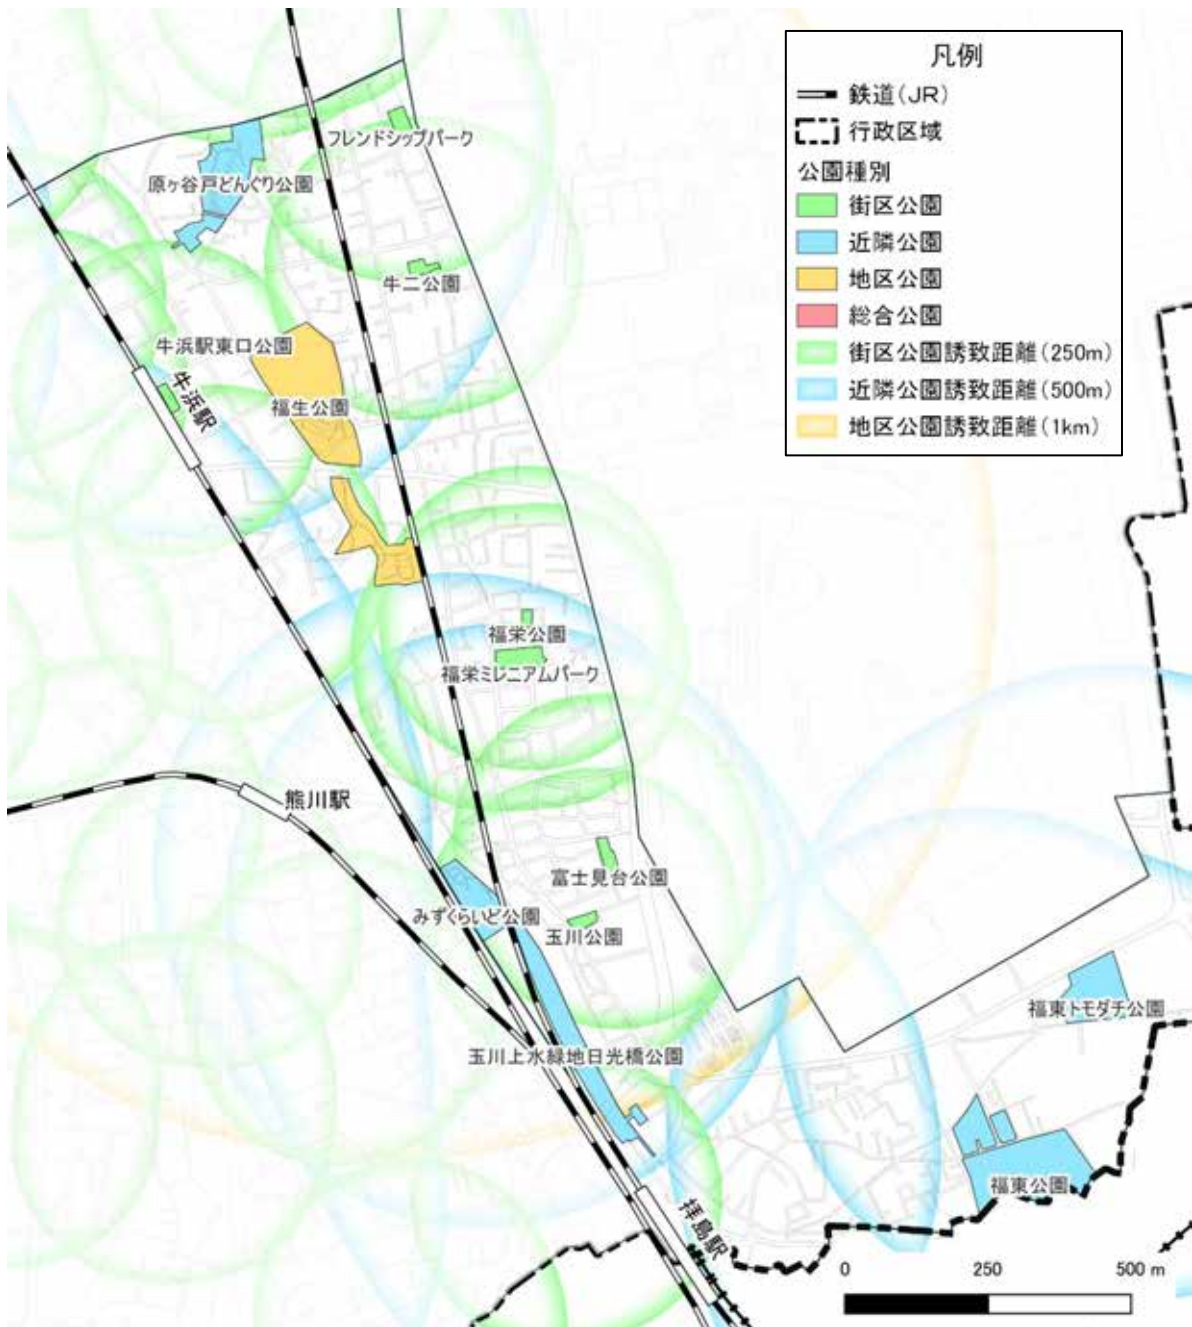 凡例
鉄道(JR)
行政区域
公園種別
街区公園
近隣公園
地区公園
総合公園
街区公園誘致距離(250m)
近隣公園誘致距離(500m)
地区公園誘致距離(1km)
フレンドシップパーク
原ヶ谷戸どんぐり公園
牛二公園
牛浜駅東口公園
牛浜駅
福生公園
福栄公園
福栄ミレニアムパーク
熊川駅
富士見台公園
みずくらいど公園
玉川公園
福東トモダチ公園
玉川上水緑地日光橋公園
福東公園
拝島駅
0 250 500 m